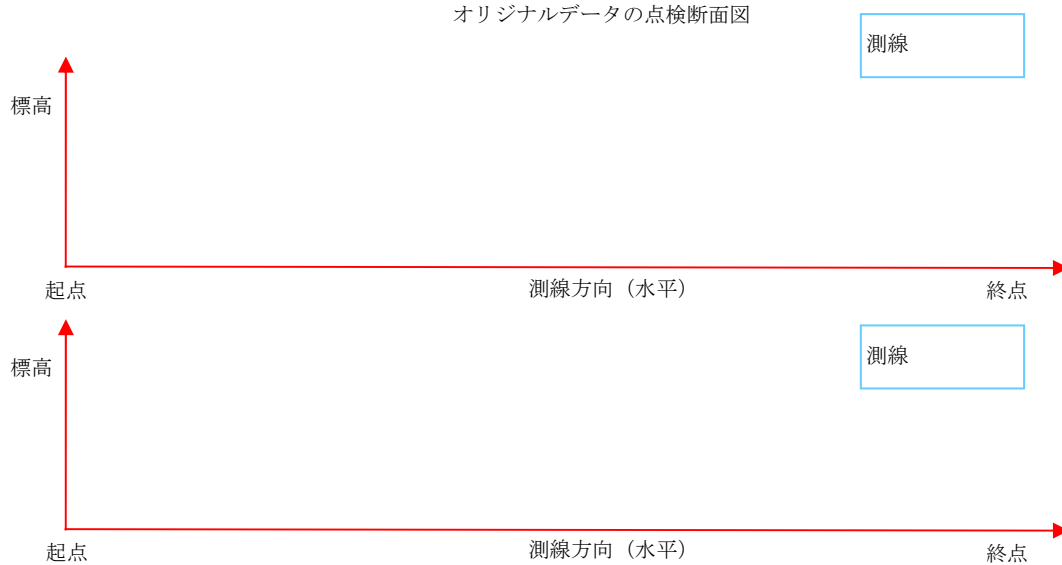 オリジナルデータの点検断面図
測線
標高
起点
測線方向（水平）
終点
測線
標高
起点
測線方向（水平）
終点